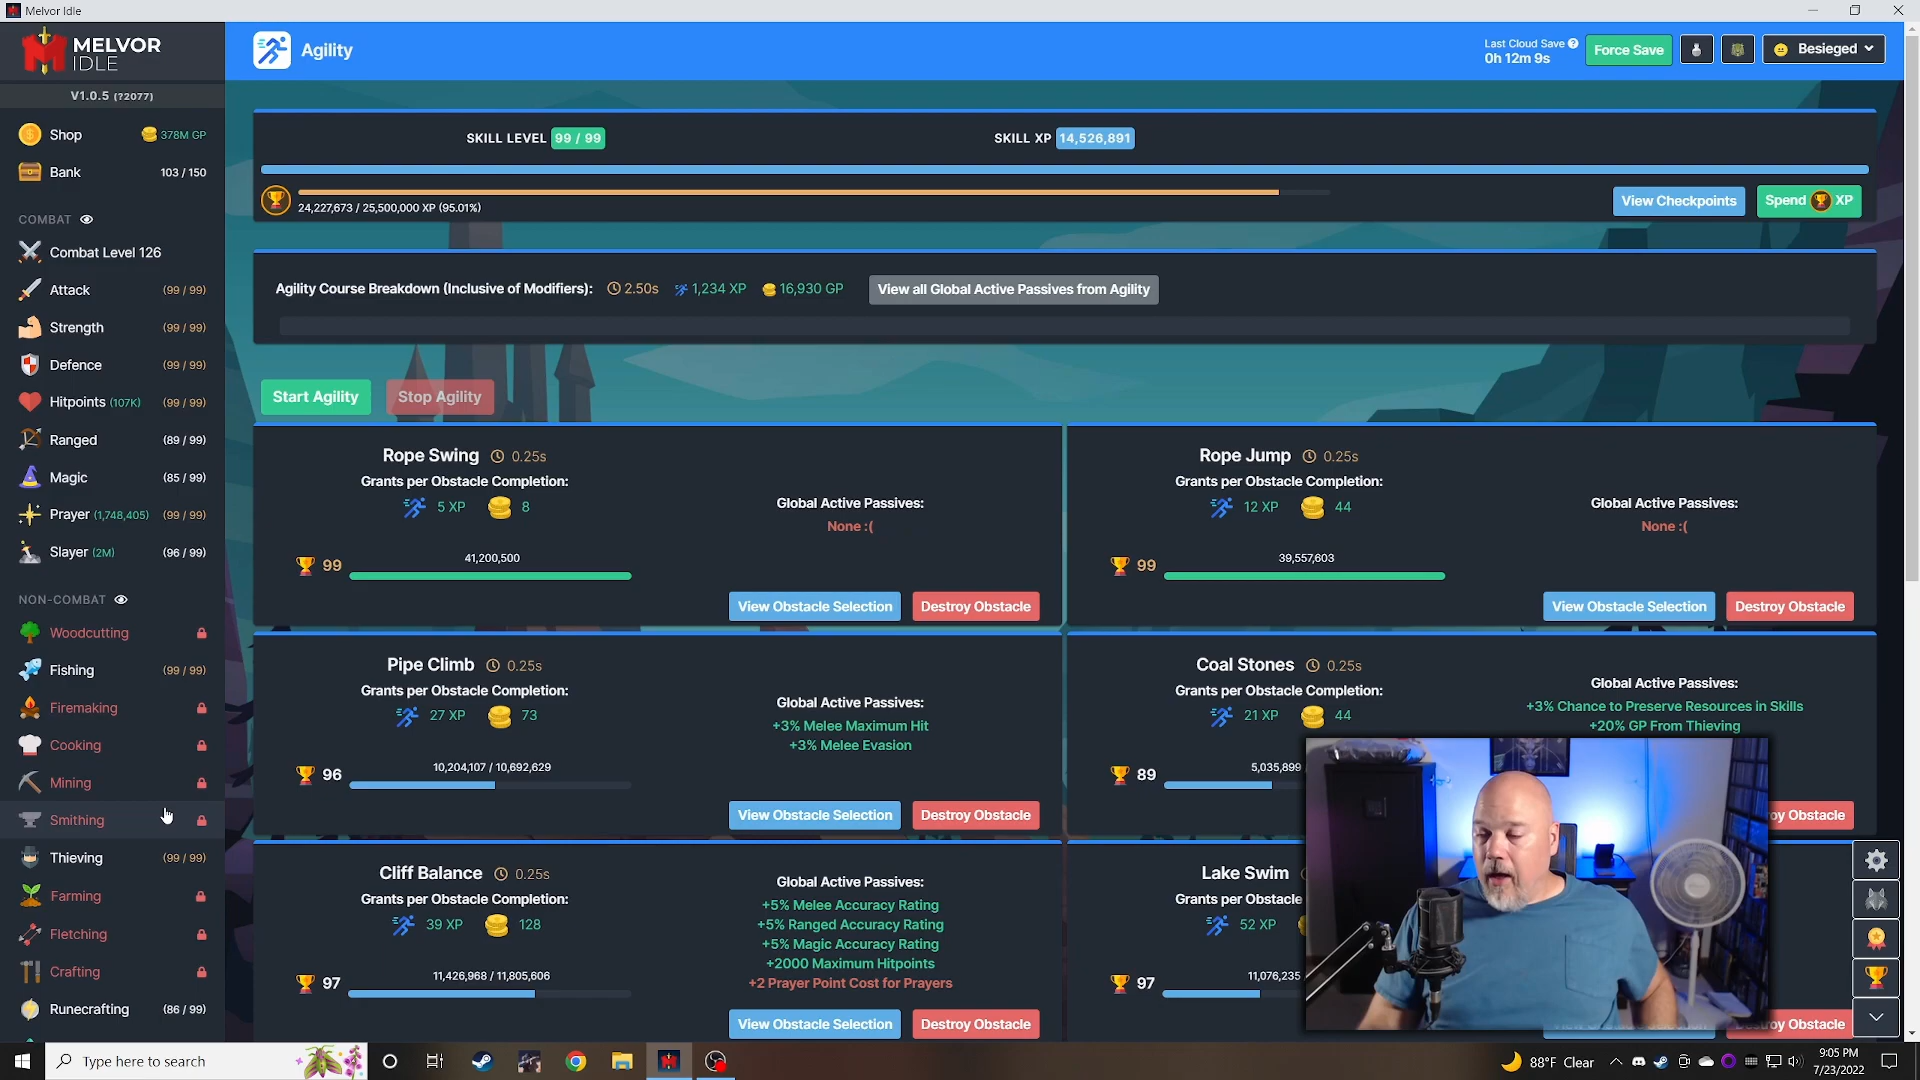 Melvor Idle
MELVOR
IDLE
V1.0.5 (?2077)
Shop 378M GP
Bank 103 / 150
COMBAT
Combat Level 126
Attack (99 / 99)
Strength (99 / 99)
Defence (99 / 99)
Hitpoints (107K) (99 / 99)
Ranged (89 / 99)
Magic (85 / 99)
Prayer (1,748,405) (99 / 99)
Slayer (2M) (96 / 99)
NON-COMBAT
Woodcutting
Fishing (99 / 99)
Firemaking
Cooking
Mining
Smithing
Thieving (99 / 99)
Farming
Fletching
Crafting
Runecrafting (86 / 99)
Agility
Last Cloud Save
0h 12m 9s
Force Save
Besieged
SKILL LEVEL 99 / 99
SKILL XP 14,526,891
24,227,673 / 25,500,000 XP (95.01%)
View Checkpoints
Spend XP
Agility Course Breakdown (Inclusive of Modifiers): 2.50s 1,234 XP 16,930 GP
View all Global Active Passives from Agility
Start Agility
Stop Agility
Rope Swing 0.25s
Grants per Obstacle Completion:
5 XP 8
99
41,200,500
Global Active Passives:
None :(
View Obstacle Selection
Destroy Obstacle
Rope Jump 0.25s
Grants per Obstacle Completion:
12 XP 44
99
39,557,603
Global Active Passives:
None :(
View Obstacle Selection
Destroy Obstacle
Pipe Climb 0.25s
Grants per Obstacle Completion:
27 XP 73
96
10,204,107 / 10,692,629
Global Active Passives:
+3% Melee Maximum Hit
+3% Melee Evasion
View Obstacle Selection
Destroy Obstacle
Coal Stones 0.25s
Grants per Obstacle Completion:
21 XP 44
89
5,035,899
Global Active Passives:
+3% Chance to Preserve Resources in Skills
+20% GP From Thieving
oy Obstacle
Cliff Balance 0.25s
Grants per Obstacle Completion:
39 XP 128
97
11,426,968 / 11,805,606
Global Active Passives:
+5% Melee Accuracy Rating
+5% Ranged Accuracy Rating
+5% Magic Accuracy Rating
+2000 Maximum Hitpoints
+2 Prayer Point Cost for Prayers
View Obstacle Selection
Destroy Obstacle
Lake Swim
Grants per Obsta
52 XP
97
11,076,235
oy Obstacle
Type here to search
88°F Clear
9:05 PM
7/23/2022